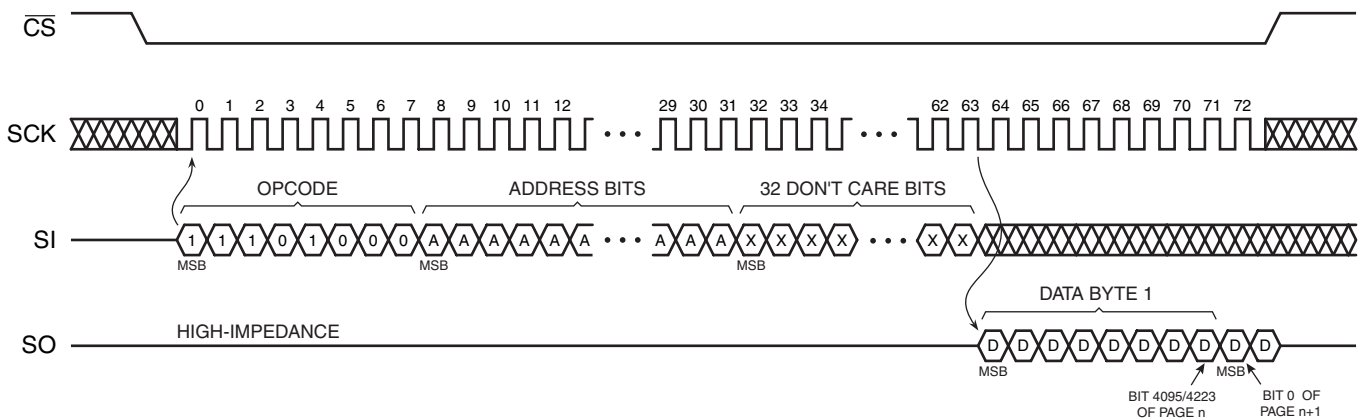 CS
0 1 2 3 4 5 6 7 8 9 10 11 12 29 30 31 32 33 34 62 63 64 65 66 67 68 69 70 71 72
SCK
OPCODE ADDRESS BITS 32 DON'T CARE BITS
SI 1 1 1 0 1 0 0 0 A A A A A A A A A X X X X X X
MSB MSB MSB
DATA BYTE 1
HIGH-IMPEDANCE
SO D D D D D D D D D D
MSB MSB
BIT 4095/4223
OF PAGE n
BIT 0 OF
PAGE n+1